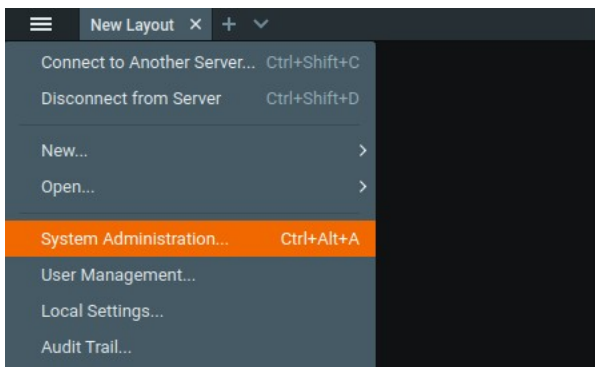 New Layout
Connect to Another Server... Ctrl+Shift+C
Disconnect from Server Ctrl+Shift+D
New...
Open...
System Administration... Ctrl+Alt+A
User Management...
Local Settings...
Audit Trail...